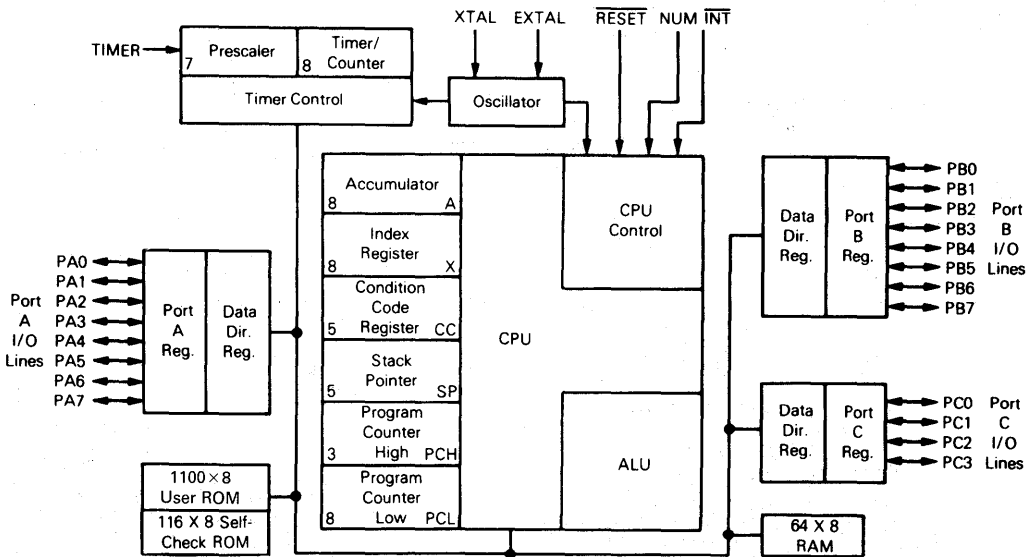 XTAL EXTAL RESET NUM INT
TIMER
Prescaler
7
Timer/
Counter
8
Timer Control
Oscillator
Accumulator
8 A
Index
Register
8 X
Condition
Code
Register
5 CC
Stack
Pointer
5 SP
Program
Counter
High
3 PCH
Program
Counter
Low
8 PCL
CPU
CPU
Control
ALU
Port
A
I/O
Lines
PA0
PA1
PA2
PA3
PA4
PA5
PA6
PA7
Port
A
Reg.
Data
Dir.
Reg.
1100 × 8
User ROM
116 X 8 Self-
Check ROM
Data
Dir.
Reg.
Port
B
Reg.
PB0
PB1
PB2
PB3
PB4
PB5
PB6
PB7
Port
B
I/O
Lines
Data
Dir.
Reg.
Port
C
Reg.
PC0
PC1
PC2
PC3
Port
C
I/O
Lines
64 X 8
RAM